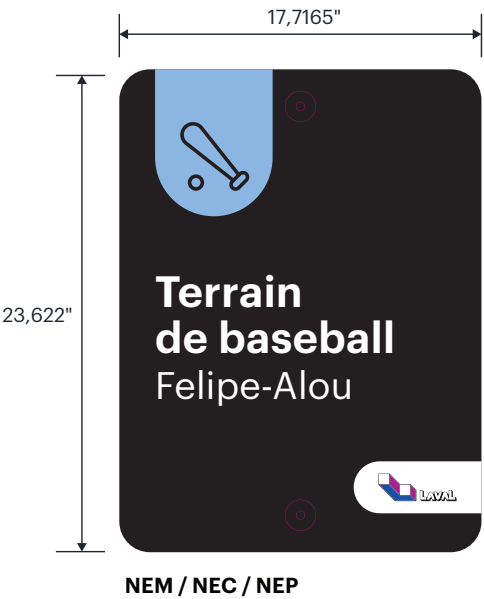 17,7165"
23,622"
Terrain
de baseball
Felipe-Alou
LAVAL
NEM / NEC / NEP